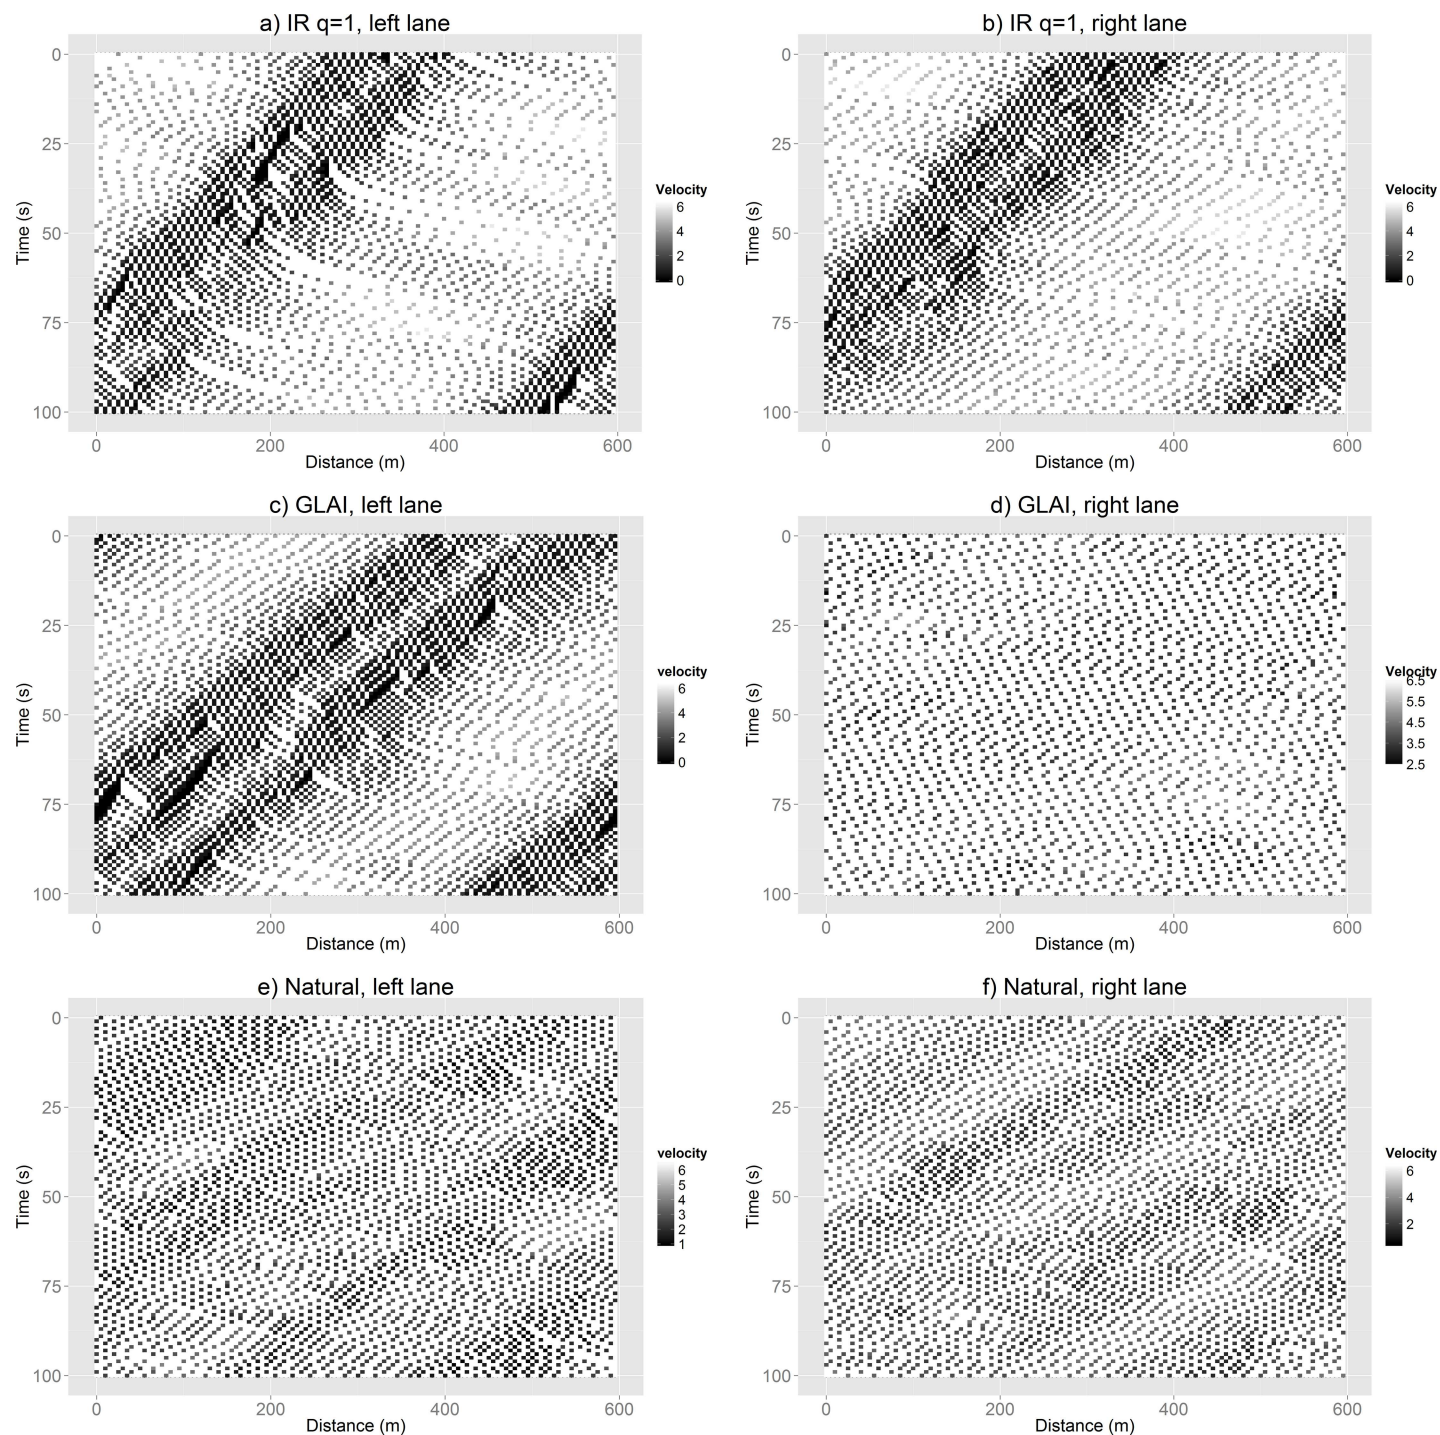 a) IR q=1, left lane
b) IR q=1, right lane
0
25
50
75
100
Time (s)
0 200 400 600
Distance (m)
Velocity
6
4
2
0
0
25
50
75
100
Time (s)
0 200 400 600
Distance (m)
Velocity
6
4
2
0
c) GLAI, left lane
d) GLAI, right lane
0
25
50
75
100
Time (s)
0 200 400 600
Distance (m)
velocity
6
4
2
0
0
25
50
75
100
Time (s)
0 200 400 600
Distance (m)
Velocity
6.5
5.5
4.5
3.5
2.5
e) Natural, left lane
f) Natural, right lane
0
25
50
75
100
Time (s)
0 200 400 600
Distance (m)
velocity
6
5
4
3
2
1
0
25
50
75
100
Time (s)
0 200 400 600
Distance (m)
Velocity
6
4
2